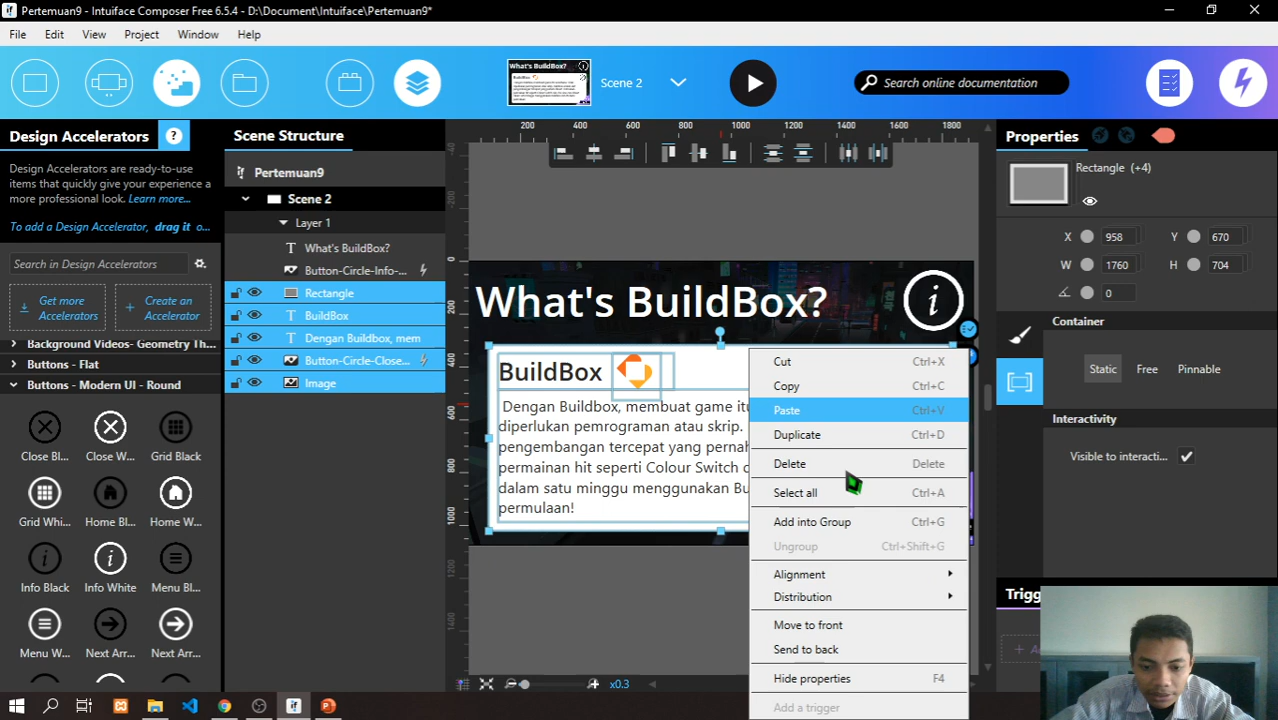 Pertemuan9 - Intuiface Composer Free 6.5.4 - D:\Document\Intuiface\Pertemuan9*
File Edit View Project Window Help
What's BuildBox?
BuildBox
Scene 2
Search online documentation
Design Accelerators ?
Design Accelerators are ready-to-use
items that quickly give your experience a
more professional look. Learn more...
To add a Design Accelerator, drag it o...
Search in Design Accelerators
Get more
Accelerators
Create an
Accelerator
Background Videos- Geometry Th...
Buttons - Flat
Buttons - Modern UI - Round
Close Bl... Close W... Grid Black
Grid Whi... Home Bl... Home W...
Info Black Info White Menu Bl...
Menu W... Next Arr... Next Arr...
Scene Structure
Pertemuan9
Scene 2
Layer 1
What's BuildBox?
Button-Circle-Info-...
Rectangle
BuildBox
Dengan Buildbox, mem
Button-Circle-Close...
Image
200 400 600 800 1000 1200 1400 1600 1800
What's BuildBox?
BuildBox
Dengan Buildbox, membuat game itu
diperlukan pemrograman atau skrip.
pengembangan tercepat yang pernah
permainan hit seperti Colour Switch d
dalam satu minggu menggunakan Bu
permulaan!
Cut Ctrl+X
Copy Ctrl+C
Paste Ctrl+V
Duplicate Ctrl+D
Delete Delete
Select all Ctrl+A
Add into Group Ctrl+G
Ungroup Ctrl+Shift+G
Alignment
Distribution
Move to front
Send to back
Hide properties F4
Add a trigger
x0.3
Properties
Rectangle (+4)
X 958 Y 670
W 1760 H 704
0
Container
Static Free Pinnable
Interactivity
Visible to interacti...